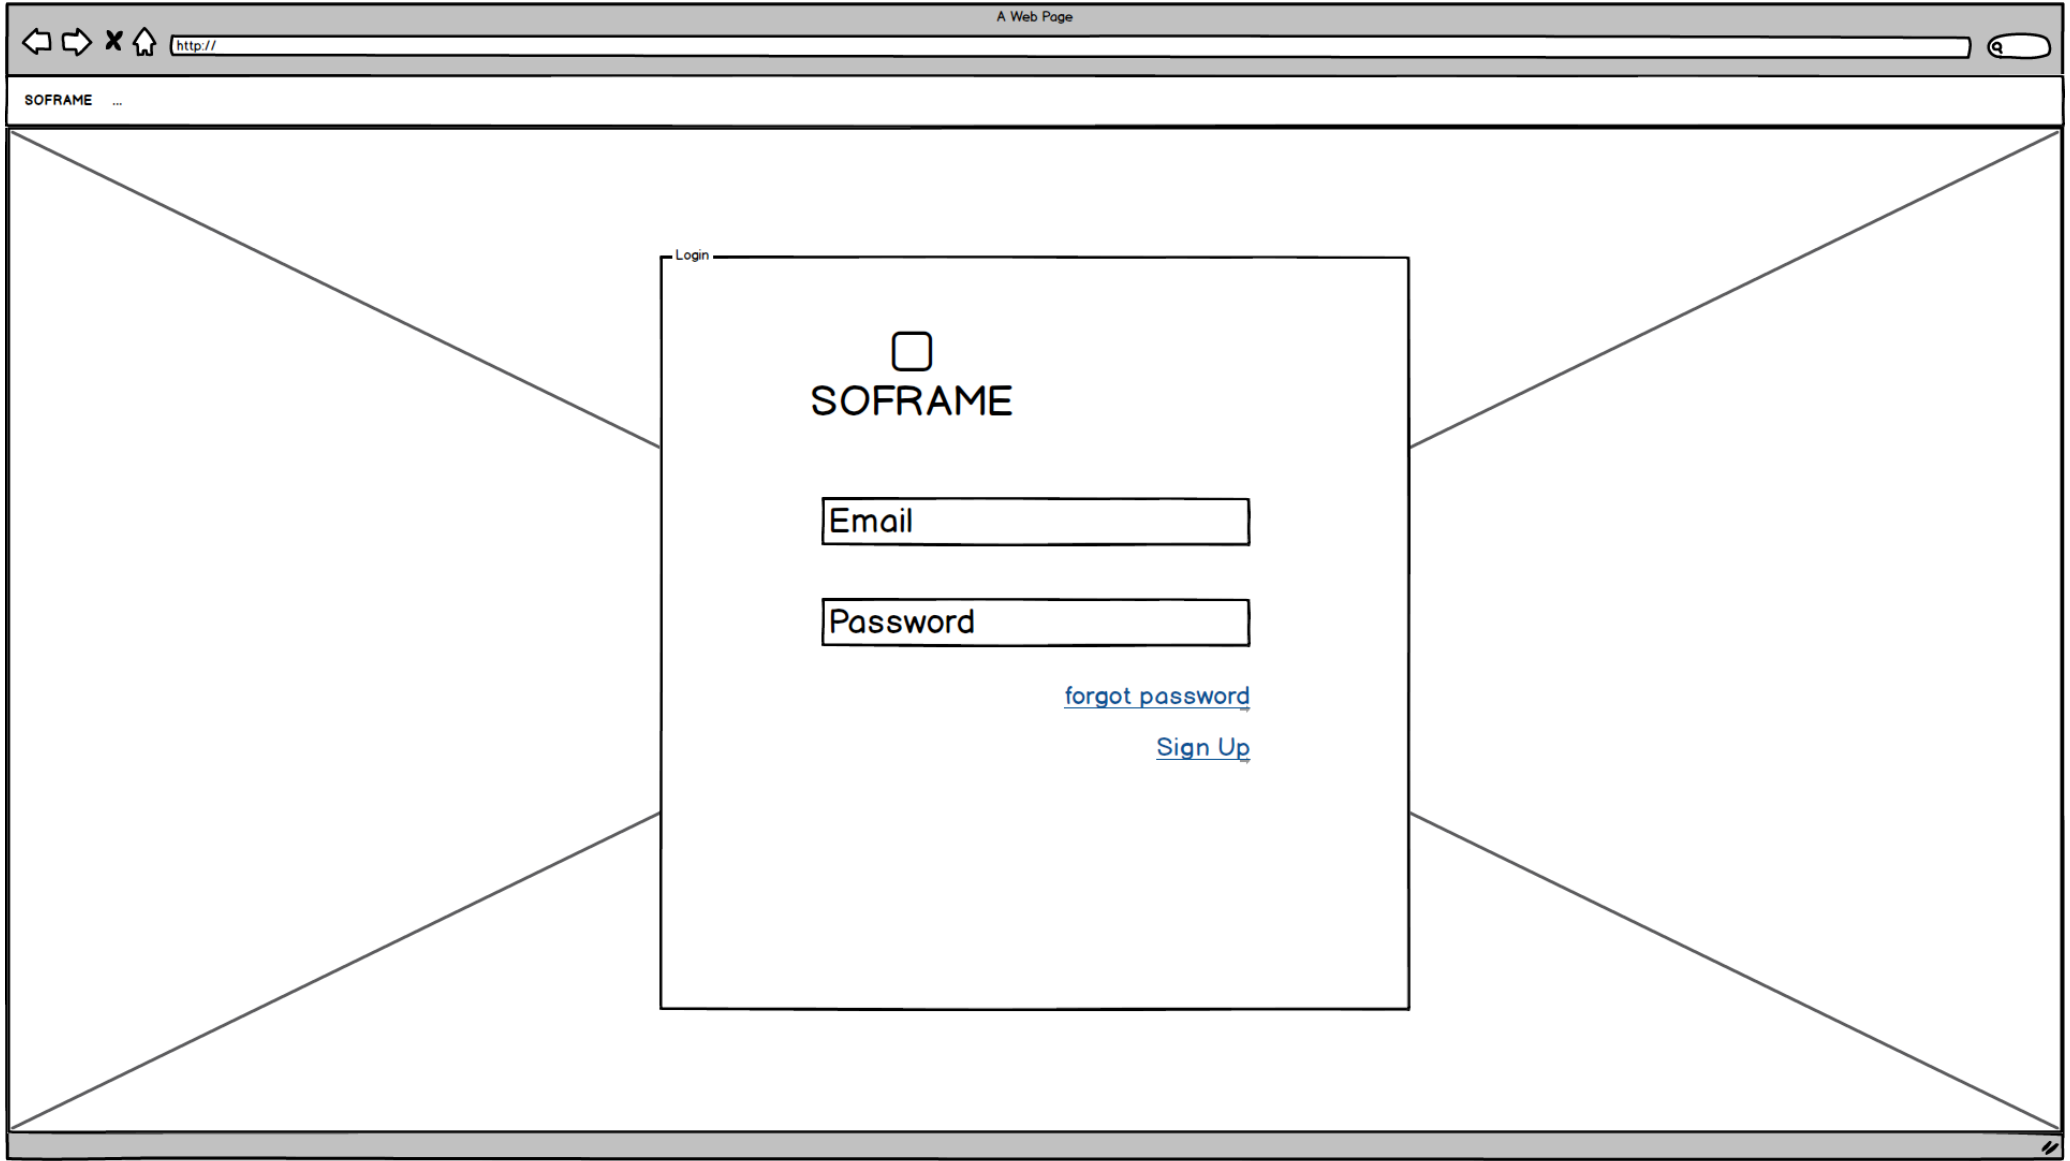 A Web Page
http://
SOFRAME ...
Login
SOFRAME
Email
Password
forgot password
Sign Up